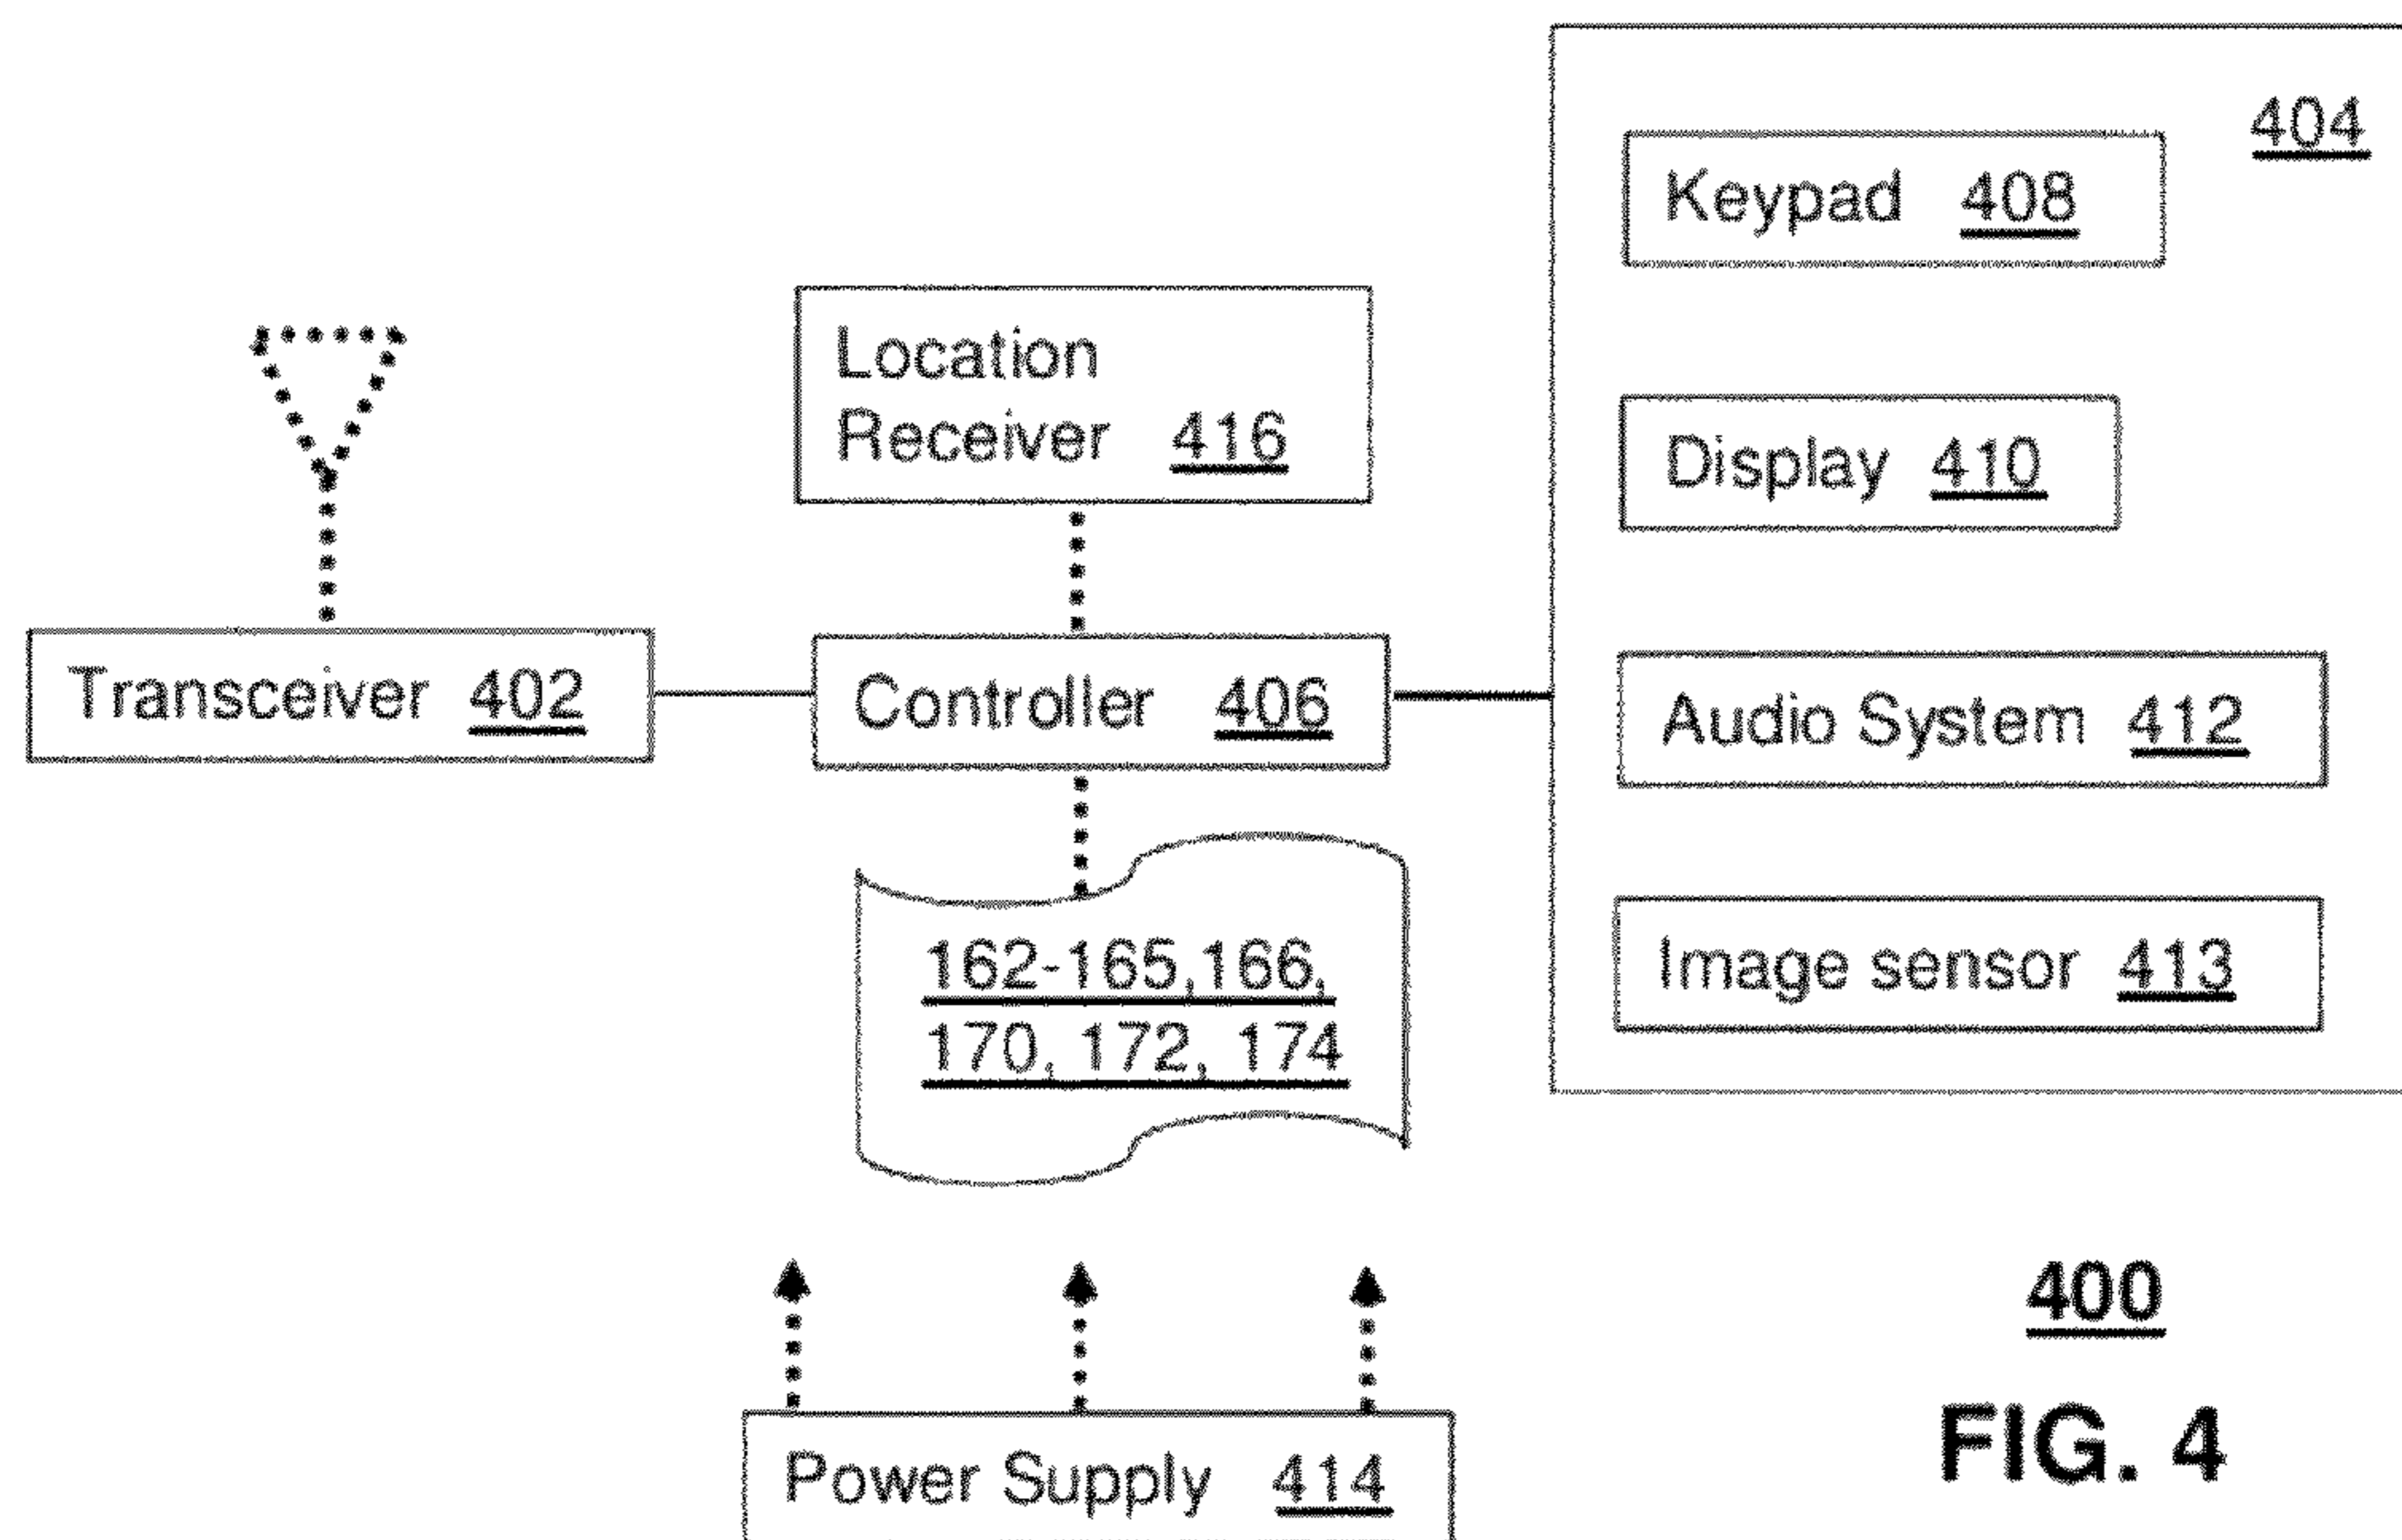 404
Keypad 408
Location
Receiver 416
Display 410
Transceiver 402
Controller 406
Audio System 412
162-165,166,
170, 172, 174
Image sensor 413
400
FIG. 4
Power Supply 414